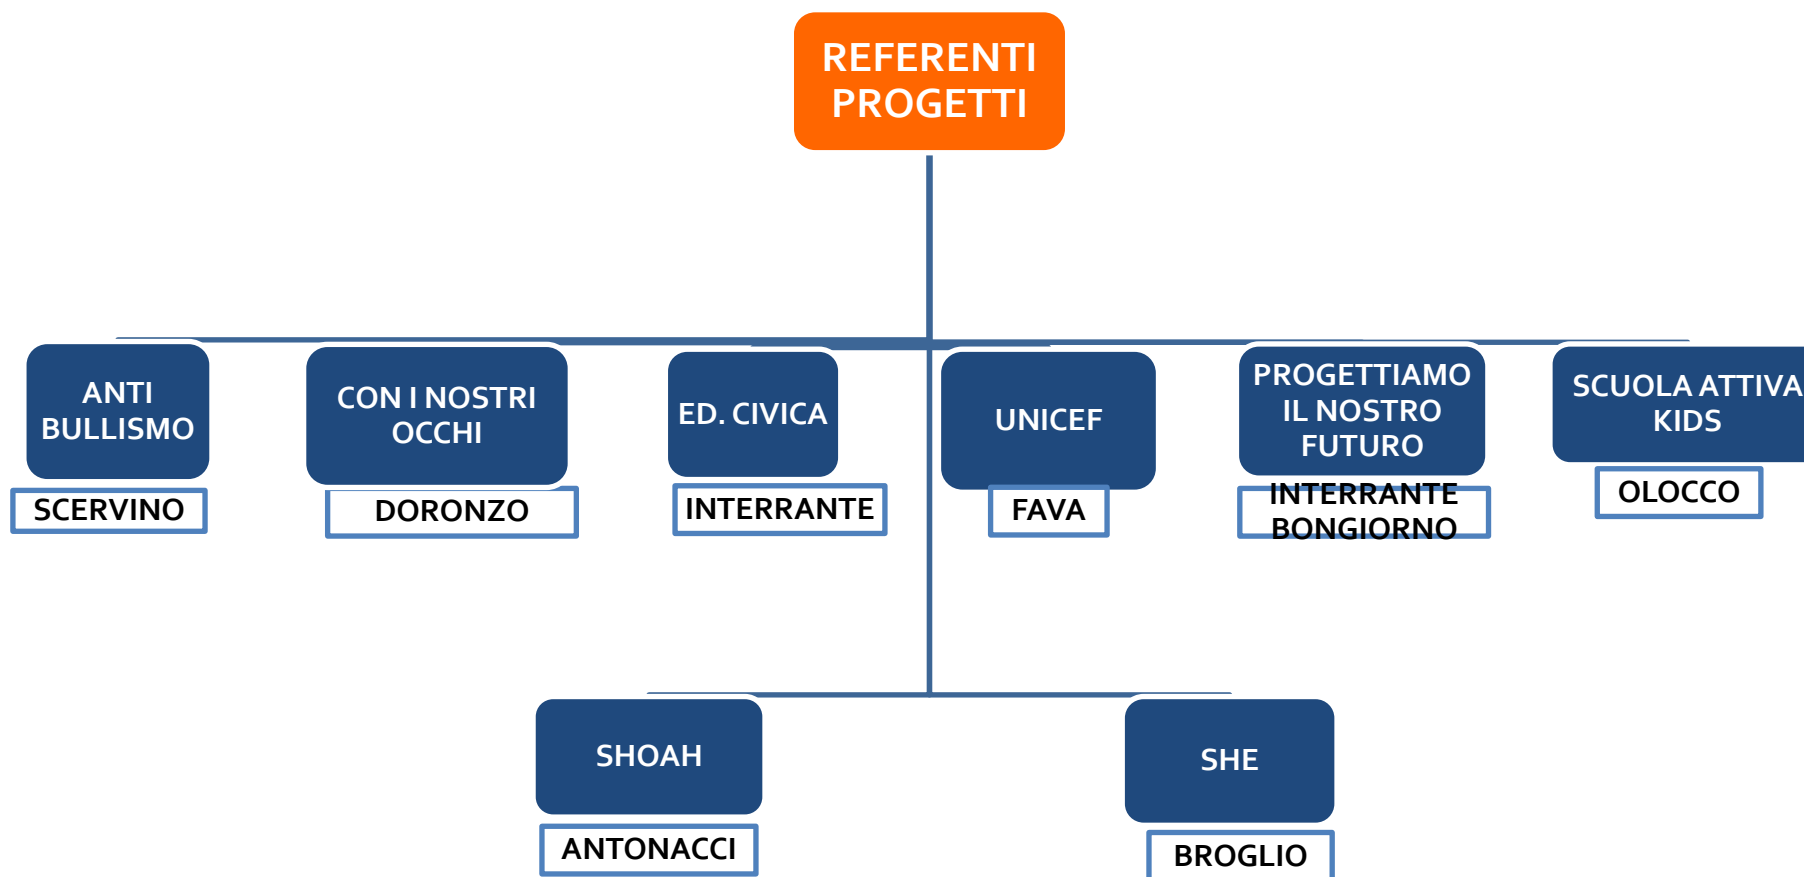 REFERENTI
PROGETTI
ANTI
BULLISMO
SCERVINO
CON I NOSTRI
OCCHI
DORONZO
ED. CIVICA
INTERRANTE
UNICEF
FAVA
PROGETTIAMO
IL NOSTRO
FUTURO
INTERRANTE
BONGIORNO
SCUOLA ATTIVA
KIDS
OLOCCO
SHOAH
ANTONACCI
SHE
BROGLIO